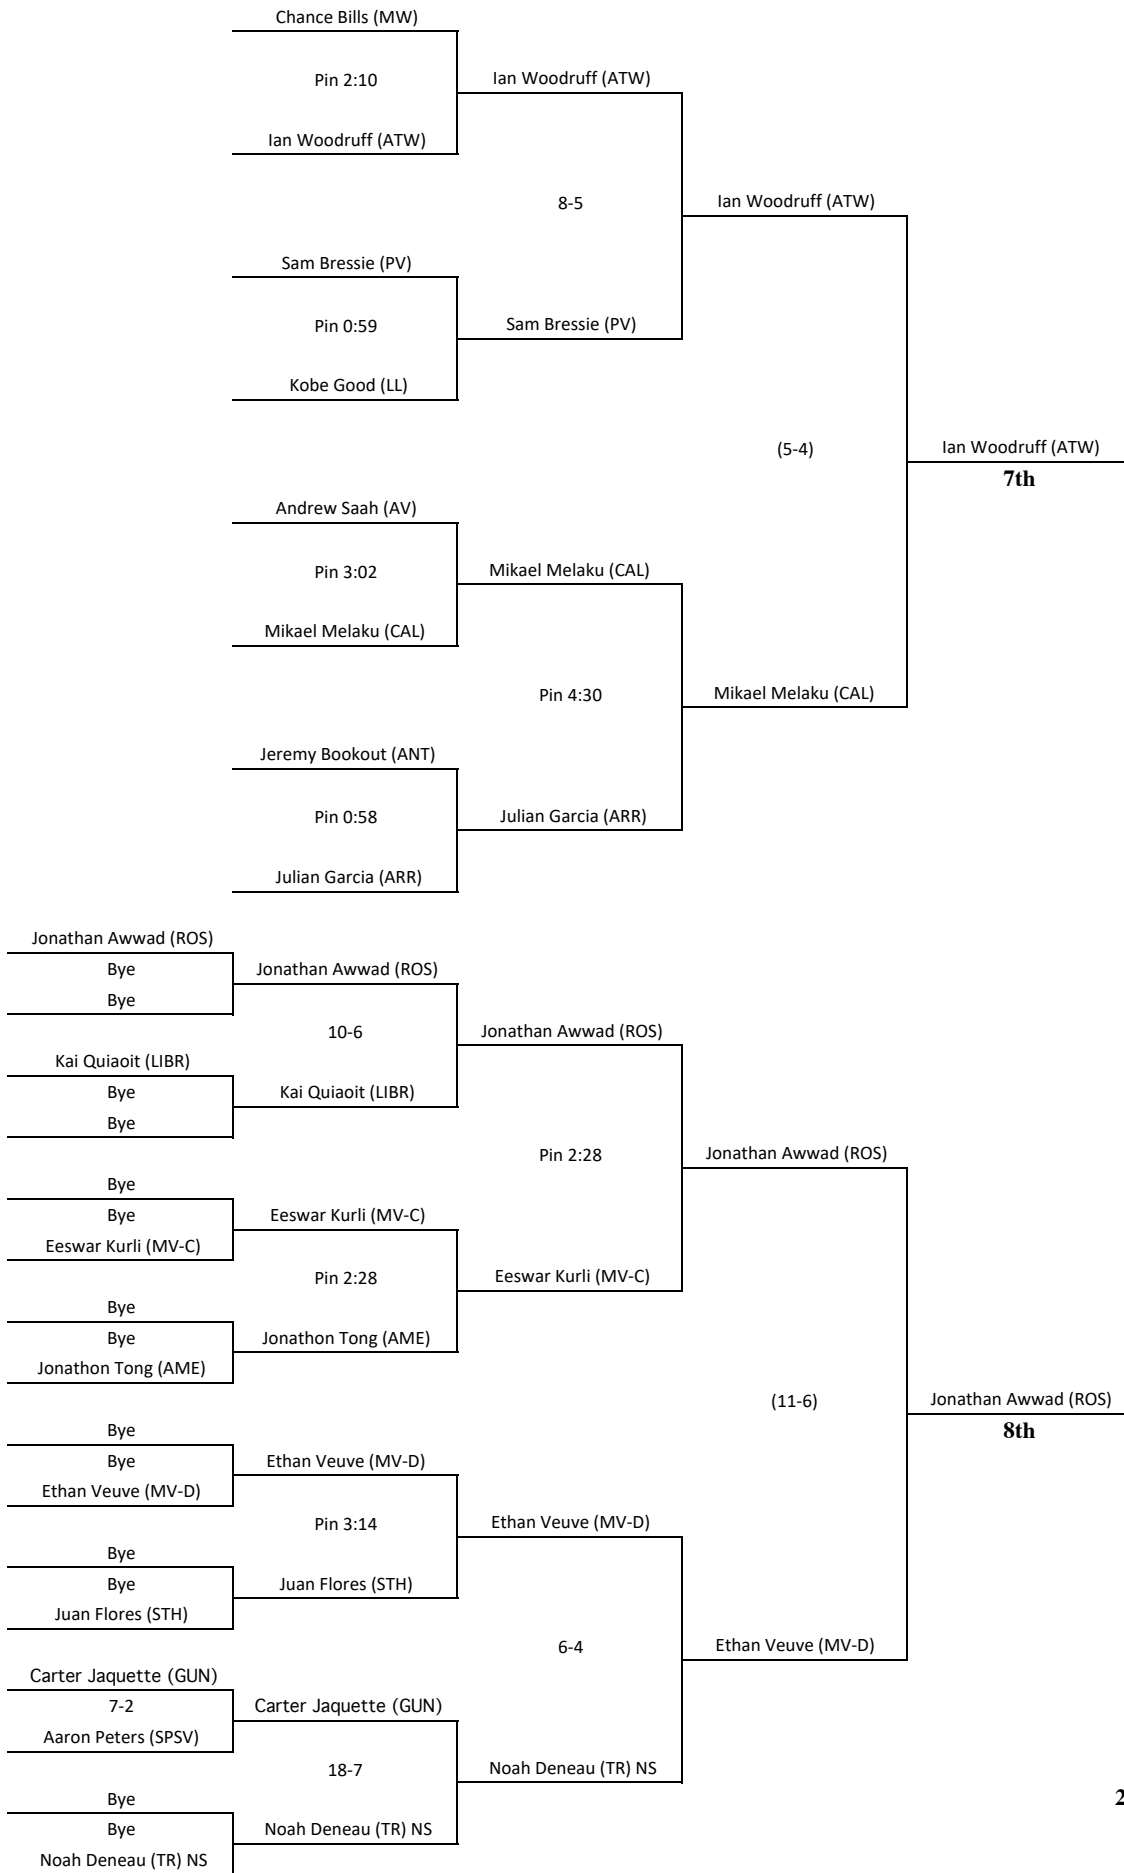 Chance Bills (MW)
Pin 2:10
Ian Woodruff (ATW)
Ian Woodruff (ATW)
8-5
Ian Woodruff (ATW)
Sam Bressie (PV)
Pin 0:59
Sam Bressie (PV)
Kobe Good (LL)
(5-4)
Ian Woodruff (ATW)
7th
Andrew Saah (AV)
Pin 3:02
Mikael Melaku (CAL)
Mikael Melaku (CAL)
Pin 4:30
Mikael Melaku (CAL)
Jeremy Bookout (ANT)
Pin 0:58
Julian Garcia (ARR)
Julian Garcia (ARR)
Jonathan Awwad (ROS)
Bye
Jonathan Awwad (ROS)
Bye
10-6
Jonathan Awwad (ROS)
Kai Quiaoit (LIBR)
Bye
Kai Quiaoit (LIBR)
Bye
Pin 2:28
Jonathan Awwad (ROS)
Bye
Bye
Eeswar Kurli (MV-C)
Eeswar Kurli (MV-C)
Pin 2:28
Eeswar Kurli (MV-C)
Bye
Bye
Jonathon Tong (AME)
Jonathon Tong (AME)
(11-6)
Jonathan Awwad (ROS)
8th
Bye
Bye
Ethan Veuve (MV-D)
Ethan Veuve (MV-D)
Pin 3:14
Ethan Veuve (MV-D)
Bye
Bye
Juan Flores (STH)
Juan Flores (STH)
6-4
Ethan Veuve (MV-D)
Carter Jaquette (GUN)
7-2
Carter Jaquette (GUN)
Aaron Peters (SPSV)
18-7
Noah Deneau (TR) NS
Bye
Bye
Noah Deneau (TR) NS
Noah Deneau (TR) NS
2